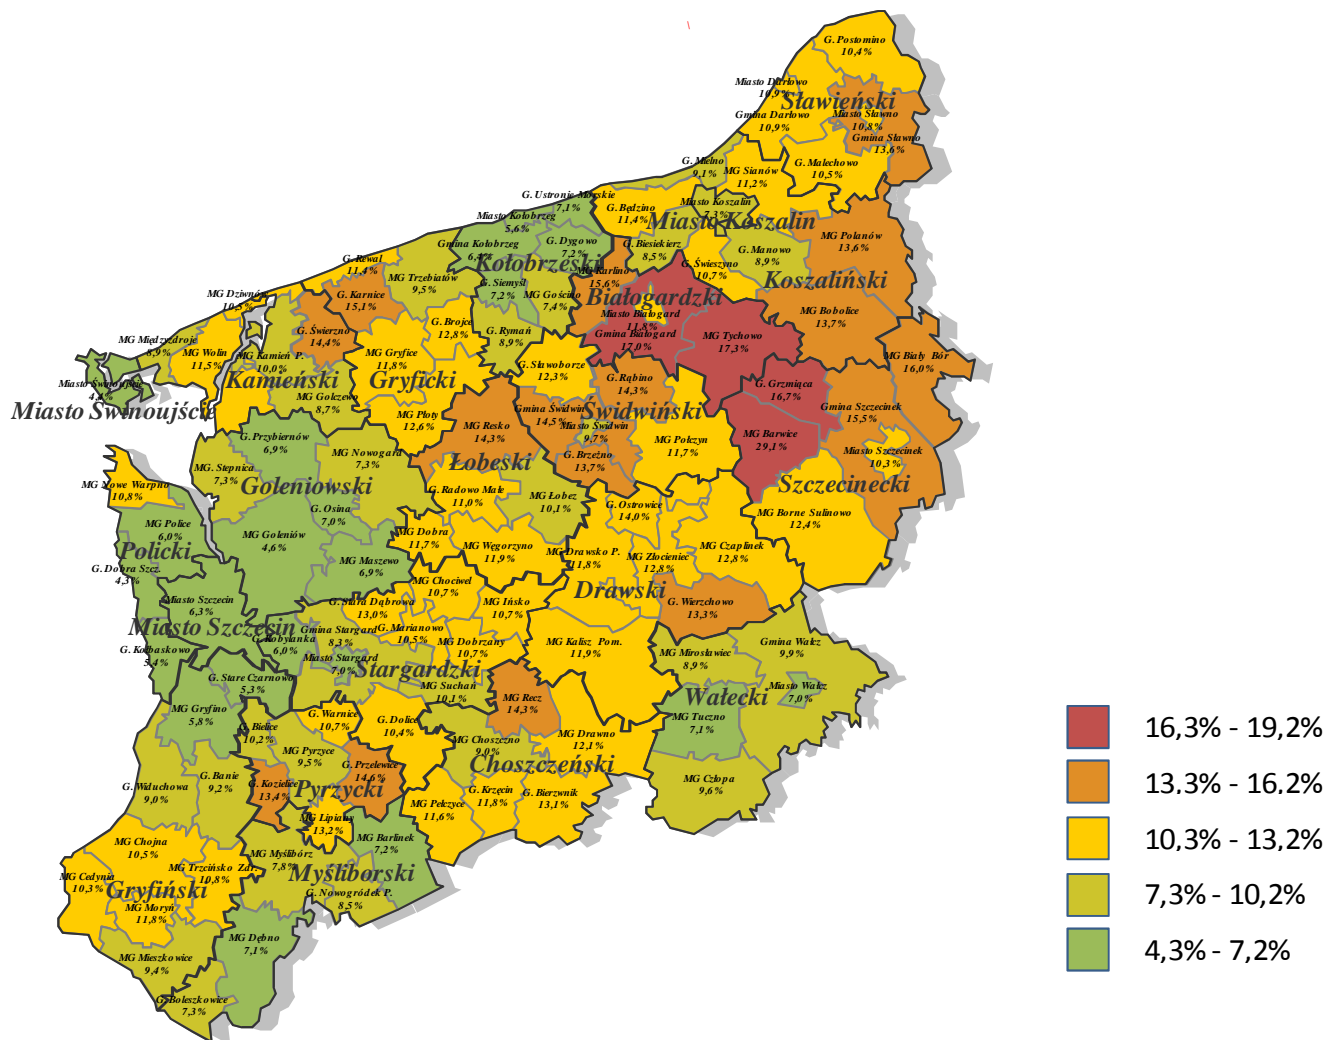 G. Postomino
10,4%
Miasto Darłowo
10,9%
Sławieński
Gmina Darłowo
10,9%
Miasto Sławno
10,8%
Gmina Sławno
13,6%
G. Malechowo
10,5%
G. Mielno
9,1%
MG Sianów
11,2%
G. Ustronie Morskie
7,1%
Miasto Kołobrzeg
5,6%
G. Będzino
11,4%
Miasto Koszalin
7,3%
Miasto Koszalin
Gmina Kołobrzeg
6,4%
G. Dygowo
7,2%
Kołobrzeski
G. Biesiekierz
8,5%
G. Świeszyno
10,7%
G. Manowo
8,9%
MG Polanów
13,6%
Koszaliński
G. Rewal
11,4%
MG Trzebiatów
9,5%
G. Siemyśl
7,2%
MG Gościno
7,4%
MG Karlino
15,6%
Białogardzki
Miasto Białogard
11,8%
Gmina Białogard
17,0%
MG Tychowo
17,3%
MG Bobolice
13,7%
MG Biały Bór
16,0%
MG Dziwnów
10,5%
G. Karnice
15,1%
G. Świerzno
14,4%
G. Brojce
12,8%
G. Rymań
8,9%
MG Międzyzdroje
8,9%
MG Wolin
11,5%
MG Kamień P.
10,0%
Kamieński
MG Gryfice
11,8%
Gryficki
G. Sławoborze
12,3%
G. Rąbino
14,3%
G. Grzmiąca
16,7%
Miasto Świnoujście
4,4%
Miasto Świnoujście
MG Golczewo
8,7%
MG Płoty
12,6%
MG Resko
14,3%
Gmina Świdwin
14,5%
Świdwiński
Miasto Świdwin
9,7%
MG Połczyn
11,7%
MG Barwice
29,1%
Gmina Szczecinek
15,5%
Miasto Szczecinek
10,3%
Szczecinecki
G. Przybiernów
6,9%
MG Nowogard
7,3%
Łobeski
G. Brzeżno
13,7%
MG. Stepnica
7,3%
Goleniowski
MG Nowe Warpno
10,8%
G. Radowo Małe
11,0%
MG Łobez
10,1%
G. Ostrowice
14,0%
MG Borne Sulinowo
12,4%
G. Osina
7,0%
MG Police
6,0%
Policki
MG Goleniów
4,6%
MG Dobra
11,7%
MG Węgorzyno
11,9%
MG Drawsko P.
11,8%
MG Złocieniec
12,8%
MG Czaplinek
12,8%
G. Dobra Szcz.
4,3%
MG Maszewo
6,9%
MG Chociwel
10,7%
Drawski
G. Wierzchowo
13,3%
Miasto Szczecin
6,3%
Miasto Szczecin
G. Stara Dąbrowa
13,0%
MG Ińsko
10,7%
G. Kobylanka
6,0%
Gmina Stargard
8,3%
G. Marianowo
10,5%
MG Dobrzany
10,7%
MG Kalisz Pom.
11,9%
MG Mirosławiec
8,9%
Gmina Wałcz
9,9%
G. Kołbaskowo
5,4%
Miasto Stargard
7,0%
Stargardzki
G. Stare Czarnowo
5,3%
MG Suchań
10,1%
MG Recz
14,3%
Wałecki
Miasto Wałcz
7,0%
MG Tuczno
7,1%
MG Gryfino
5,8%
G. Bielice
10,2%
G. Warnice
10,7%
G. Dolice
10,4%
MG Drawno
12,1%
MG Choszczno
9,0%
Choszczeński
MG Pyrzyce
9,5%
G. Przelewice
14,6%
Pyrzycki
G. Kozielice
13,4%
G. Banie
9,2%
G. Widuchowa
9,0%
MG Człopa
9,6%
G. Krzęcin
11,8%
G. Bierzwnik
13,1%
MG Pełczyce
11,6%
MG Lipiany
13,2%
MG Barlinek
7,2%
MG Chojna
10,5%
MG Trzcińsko Zdr.
10,8%
MG Myślibórz
7,8%
Myśliborski
G. Nowogródek P.
8,5%
MG Cedynia
10,3%
Gryfiński
MG Moryń
11,8%
MG Dębno
7,1%
MG Mieszkowice
9,4%
G. Boleszkowice
7,3%
16,3% - 19,2%
13,3% - 16,2%
10,3% - 13,2%
7,3% - 10,2%
4,3% - 7,2%